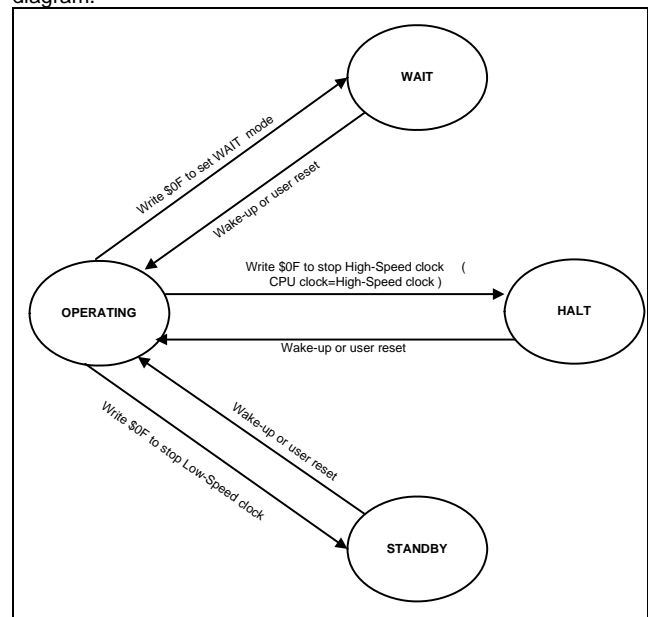 diagram.
WAIT
Write $0F to set WAIT mode
Wake-up or user reset
Write $0F to stop High-Speed clock (
CPU clock=High-Speed clock )
OPERATING
HALT
Wake-up or user reset
Wake-up or user reset
Write $0F to stop Low-Speed clock
STANDBY